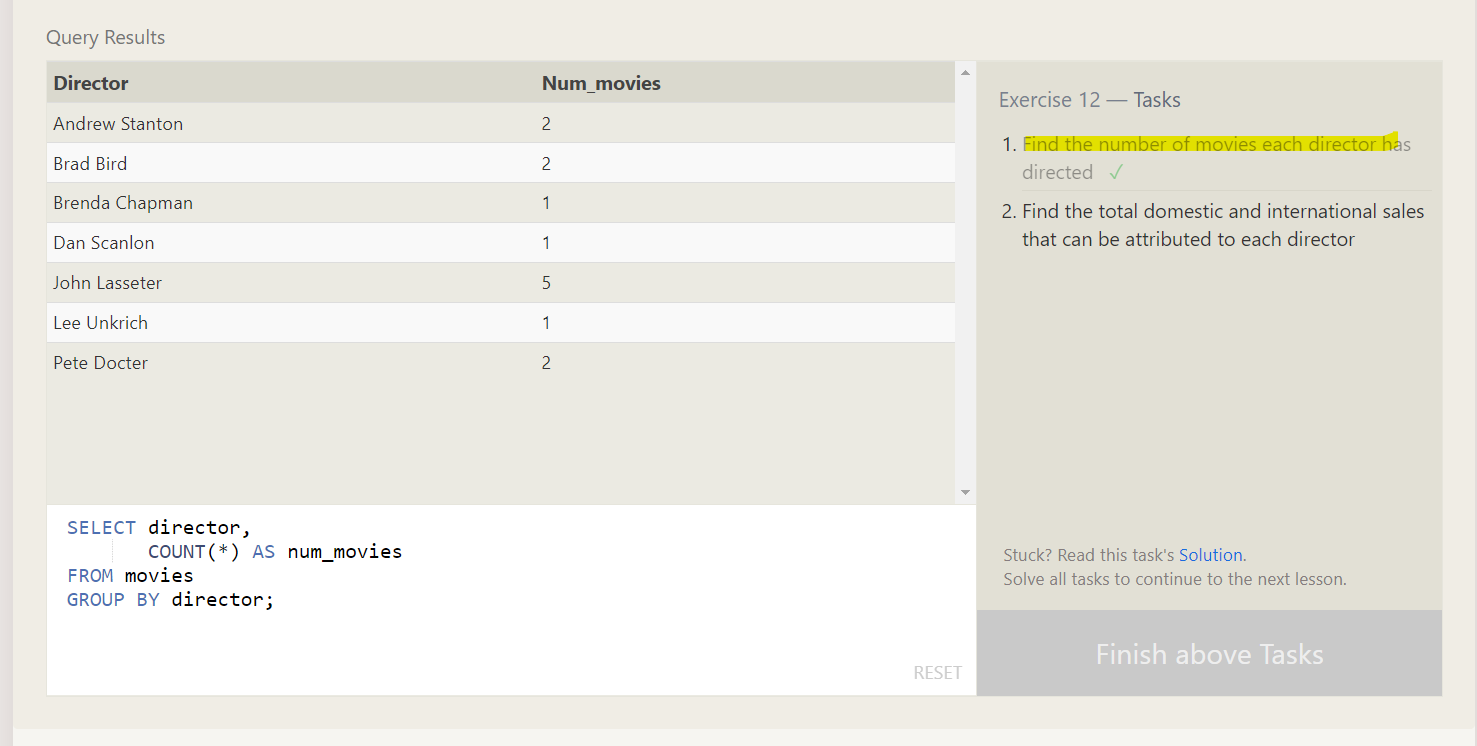 Query Results
Director Num_movies
Andrew Stanton 2
Brad Bird 2
Brenda Chapman 1
Dan Scanlon 1
John Lasseter 5
Lee Unkrich 1
Pete Docter 2
SELECT director,
COUNT(*) AS num_movies
FROM movies
GROUP BY director;
RESET
Exercise 12 — Tasks
1. Find the number of movies each director has
directed ✓
2. Find the total domestic and international sales
that can be attributed to each director
Stuck? Read this task's Solution.
Solve all tasks to continue to the next lesson.
Finish above Tasks